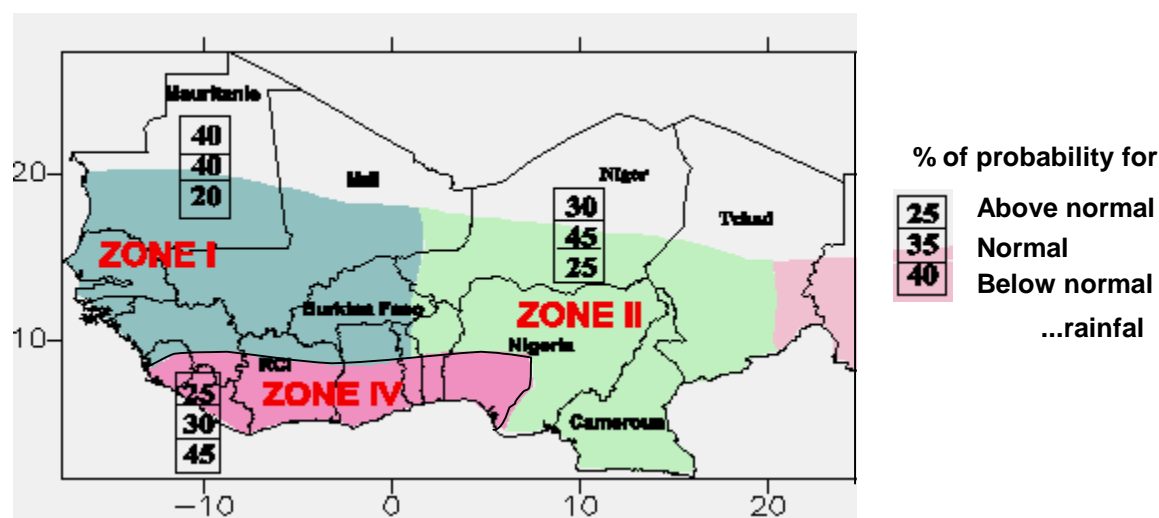 Mauritanie
40
40
20
20
Mali
Niger
30
45
25
Tchad
ZONE I
Burkina Faso
ZONE II
Nigeria
10
RCI
ZONE IV
25
30
45
Cameroun
−10
0
10
20
% of probability for
25
Above normal
35
Normal
40
Below normal
...rainfal